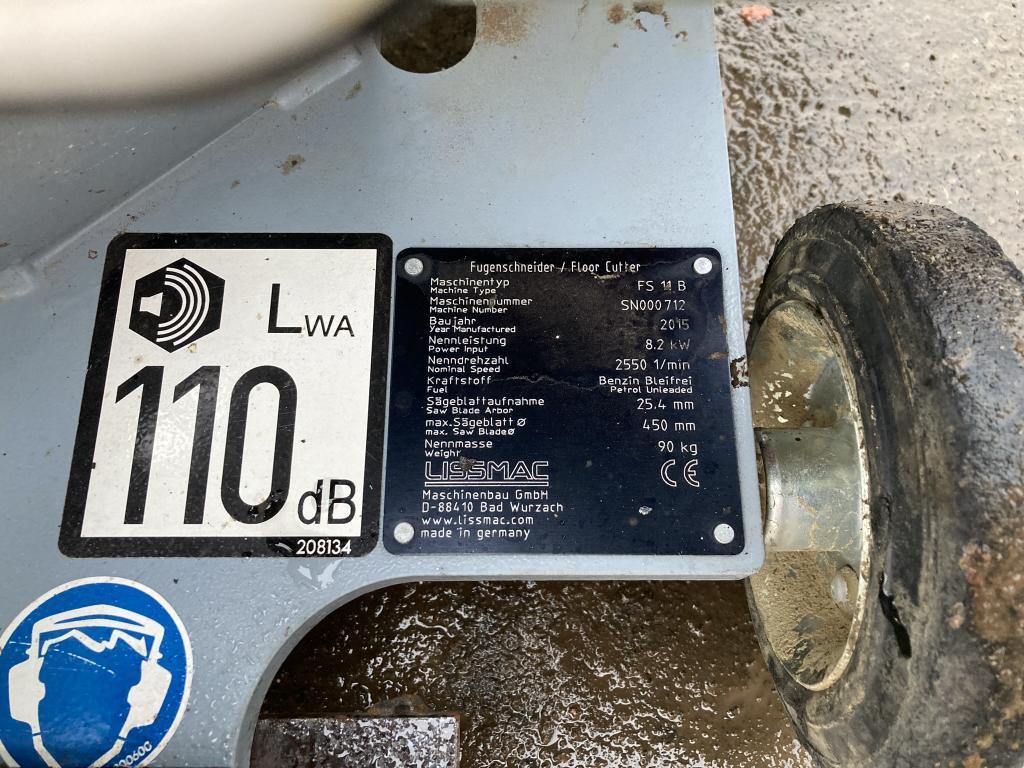 LWA
110 dB
208134
Fugenschneider / Floor Cutter
Maschinentyp FS 11 B
Machine Type
Maschinennummer SN000712
Machine Number
Baujahr 2015
Year Manufactured
Nennleistung 8.2 kW
Power Input
Nenndrehzahl 2550 1/min
Nominal Speed
Kraftstoff Benzin Bleifrei
Fuel Petrol Unleaded
Sägeblattaufnahme 25.4 mm
Saw Blade Arbor
max.Sägeblatt Ø 450 mm
max. Saw Blade Ø
Nennmasse 90 kg
Weight
LISSMAC CE
Maschinenbau GmbH
D-88410 Bad Wurzach
www.lissmac.com
made in germany